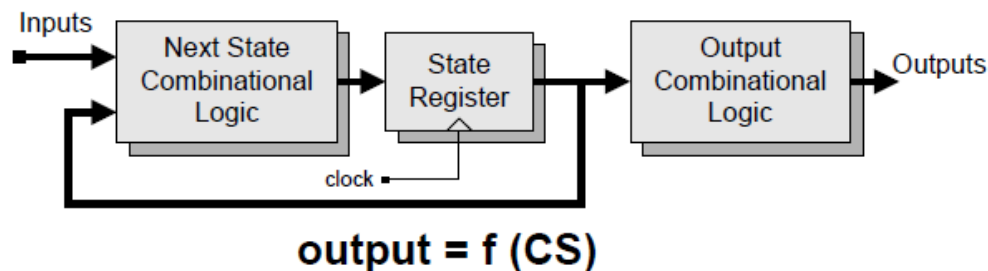 Inputs
Next State
Combinational
Logic
State
Register
Output
Combinational
Logic
Outputs
clock
output = f (CS)